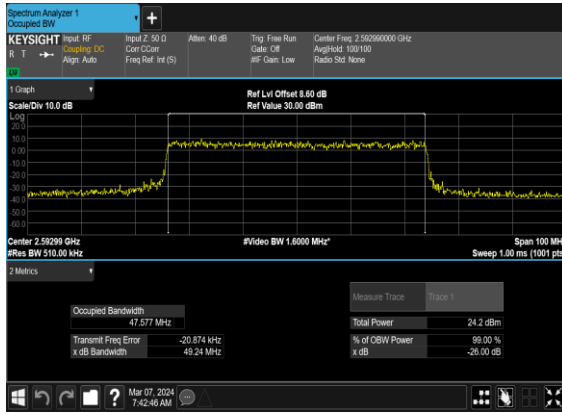 Spectrum Analyzer 1
Occupied BW
+
KEYSIGHT
R T
LW
Input: RF
Coupling: DC
Align: Auto
Input Z: 50 Ω
Corr CCorr
Freq Ref: Int (S)
Atten: 40 dB
Trig: Free Run
Gate: Off
#IF Gain: Low
Center Freq: 2.592990000 GHz
Avg|Hold: 100/100
Radio Std: None
1 Graph
Scale/Div 10.0 dB
Ref Lvl Offset 8.60 dB
Ref Value 30.00 dBm
Log
20.0
10.0
0.00
-10.0
-20.0
-30.0
-40.0
-50.0
-60.0
Center 2.59299 GHz
#Res BW 510.00 kHz
#Video BW 1.6000 MHz*
Span 100 MH
Sweep 1.00 ms (1001 pts
2 Metrics
Measure Trace
Trace 1
Occupied Bandwidth
47.577 MHz
Total Power
24.2 dBm
Transmit Freq Error
-20.874 kHz
% of OBW Power
99.00 %
x dB Bandwidth
49.24 MHz
x dB
-26.00 dB
?
Mar 07, 2024
7:42:46 AM